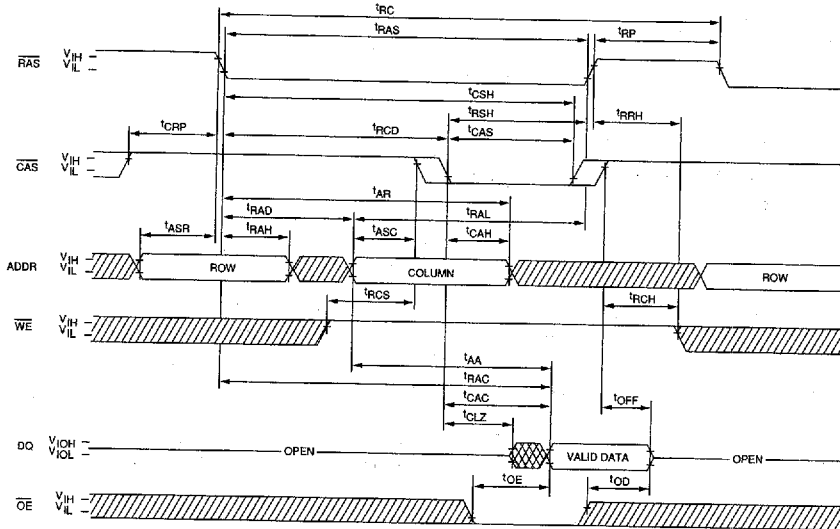 tRC
tRAS
tRP
RAS
VIH
VIL
tCSH
tRSH
tRRH
tCRP
tRCD
tCAS
CAS
VIH
VIL
tAR
tRAD
tRAL
tASR
tRAH
tASC
tCAH
ADDR
VIH
VIL
ROW
COLUMN
ROW
tRCS
tRCH
WE
VIH
VIL
tAA
tRAC
tCAC
tOFF
tCLZ
DQ
VIOH
VIOL
OPEN
VALID DATA
OPEN
tOE
tOD
OE
VIH
VIL